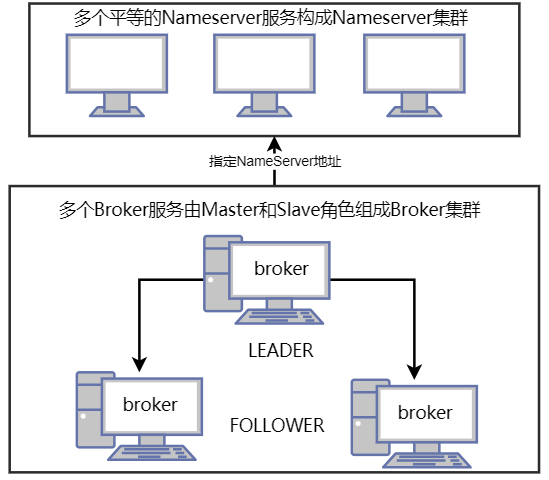 多个平等的Nameserver服务构成Nameserver集群
指定NameServer地址
多个Broker服务由Master和Slave角色组成Broker集群
broker
LEADER
broker
FOLLOWER
broker